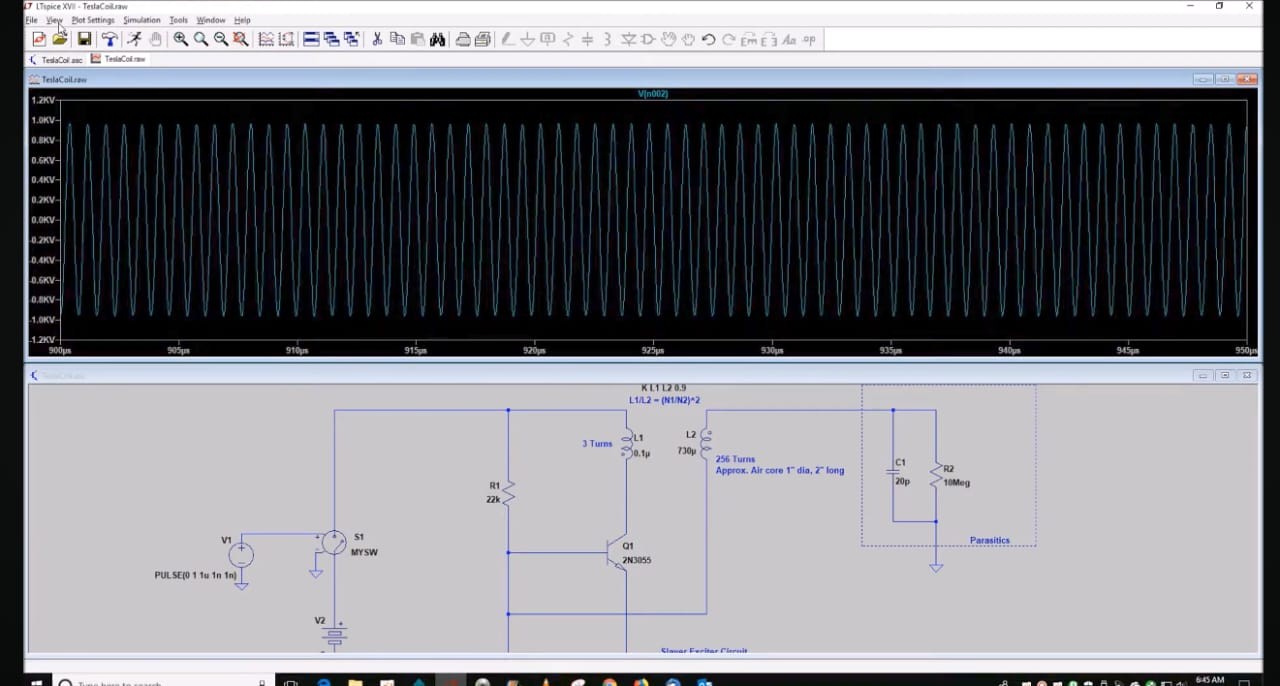 LTspice XVII - TeslaCoil.raw
File View Plot Settings Simulation Tools Window Help
TeslaCoil.asc TeslaCoil.raw
TeslaCoil.raw
V(n002)
1.2KV
1.0KV
0.8KV
0.6KV
0.4KV
0.2KV
0.0KV
-0.2KV
-0.4KV
-0.6KV
-0.8KV
-1.0KV
-1.2KV
900µs 905µs 910µs 915µs 920µs 925µs 930µs 935µs 940µs 945µs 950µs
TeslaCoil.asc
K L1 L2 0.9
L1/L2 = (N1/N2)^2
3 Turns
L1
0.1µ
L2
730µ
256 Turns
Approx. Air core 1" dia, 2" long
C1
20p
R2
10Meg
Parasitics
R1
22k
V1
PULSE(0 1 1u 1n 1n)
S1
MYSW
Q1
2N3055
V2
Slayer Exciter Circuit
Type here to search
6:45 AM